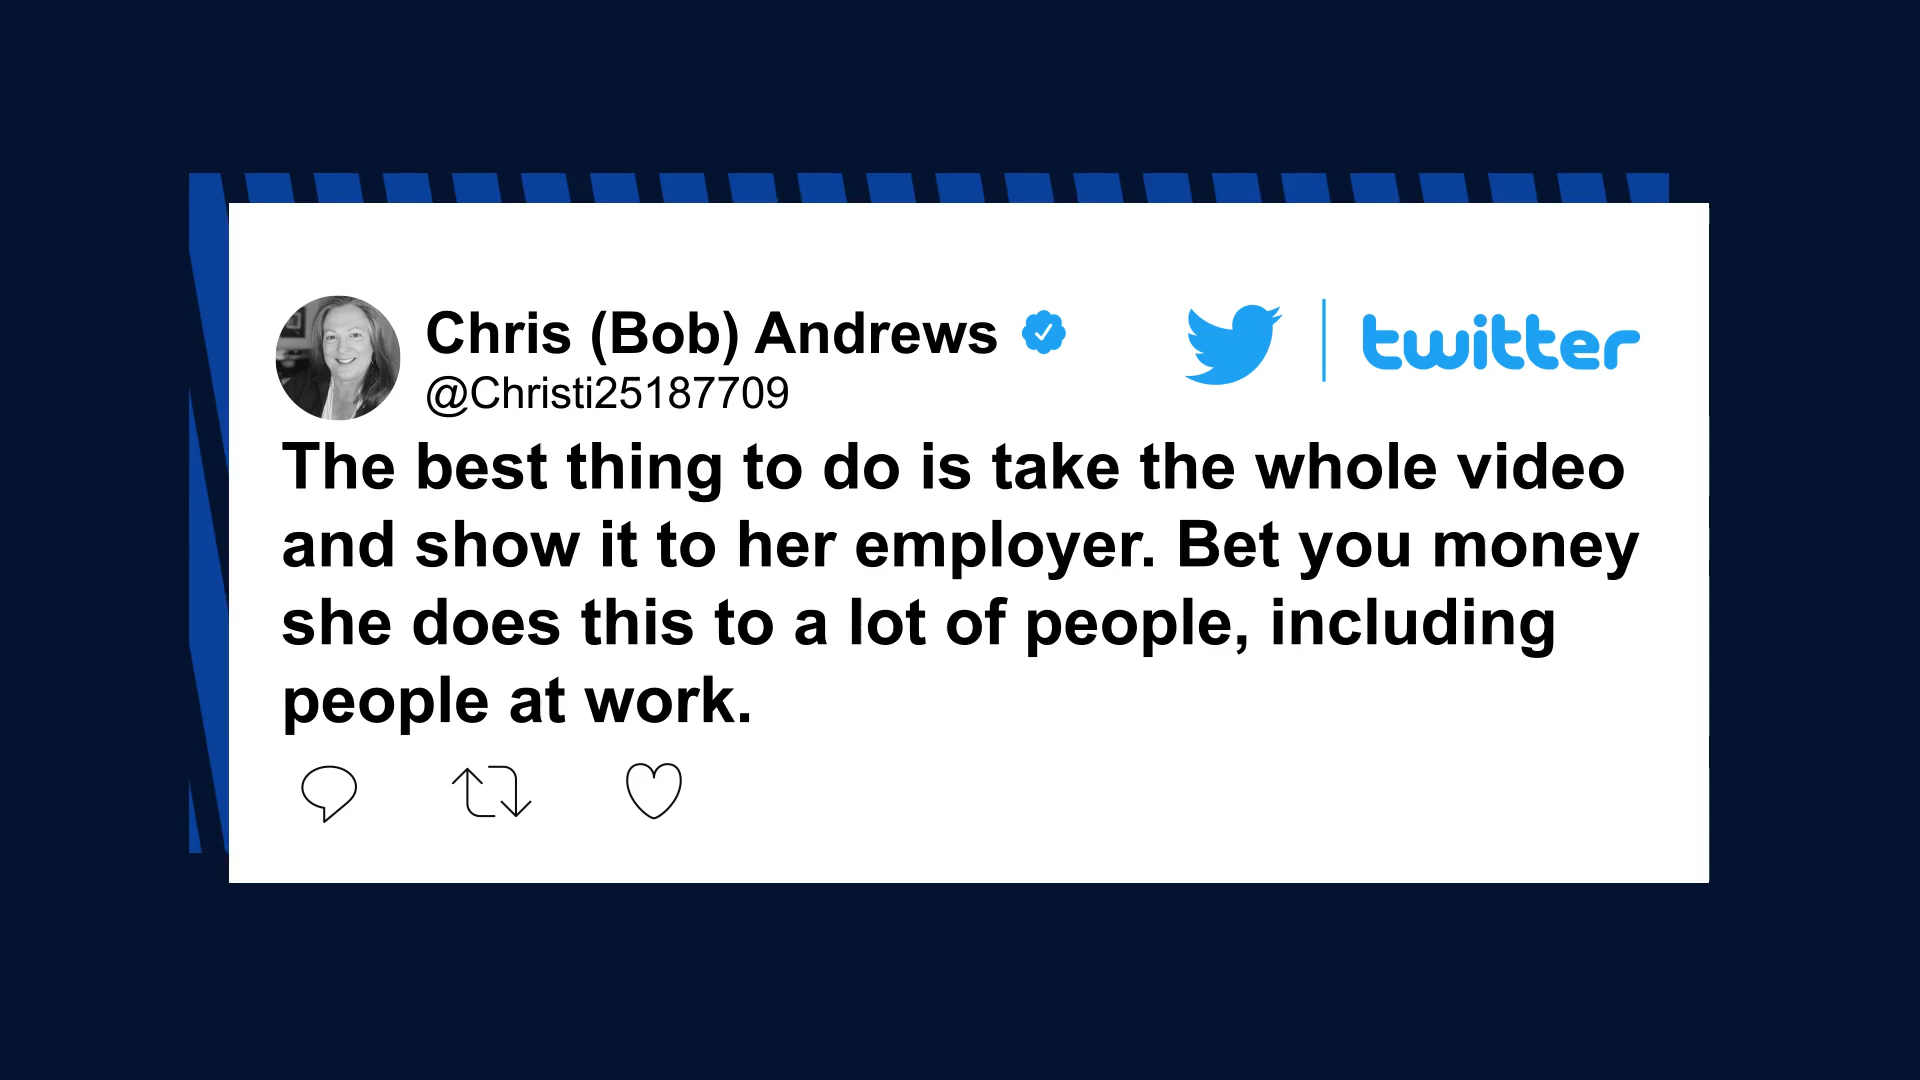 Chris (Bob) Andrews
@Christi25187709
twitter
The best thing to do is take the whole video
and show it to her employer. Bet you money
she does this to a lot of people, including
people at work.